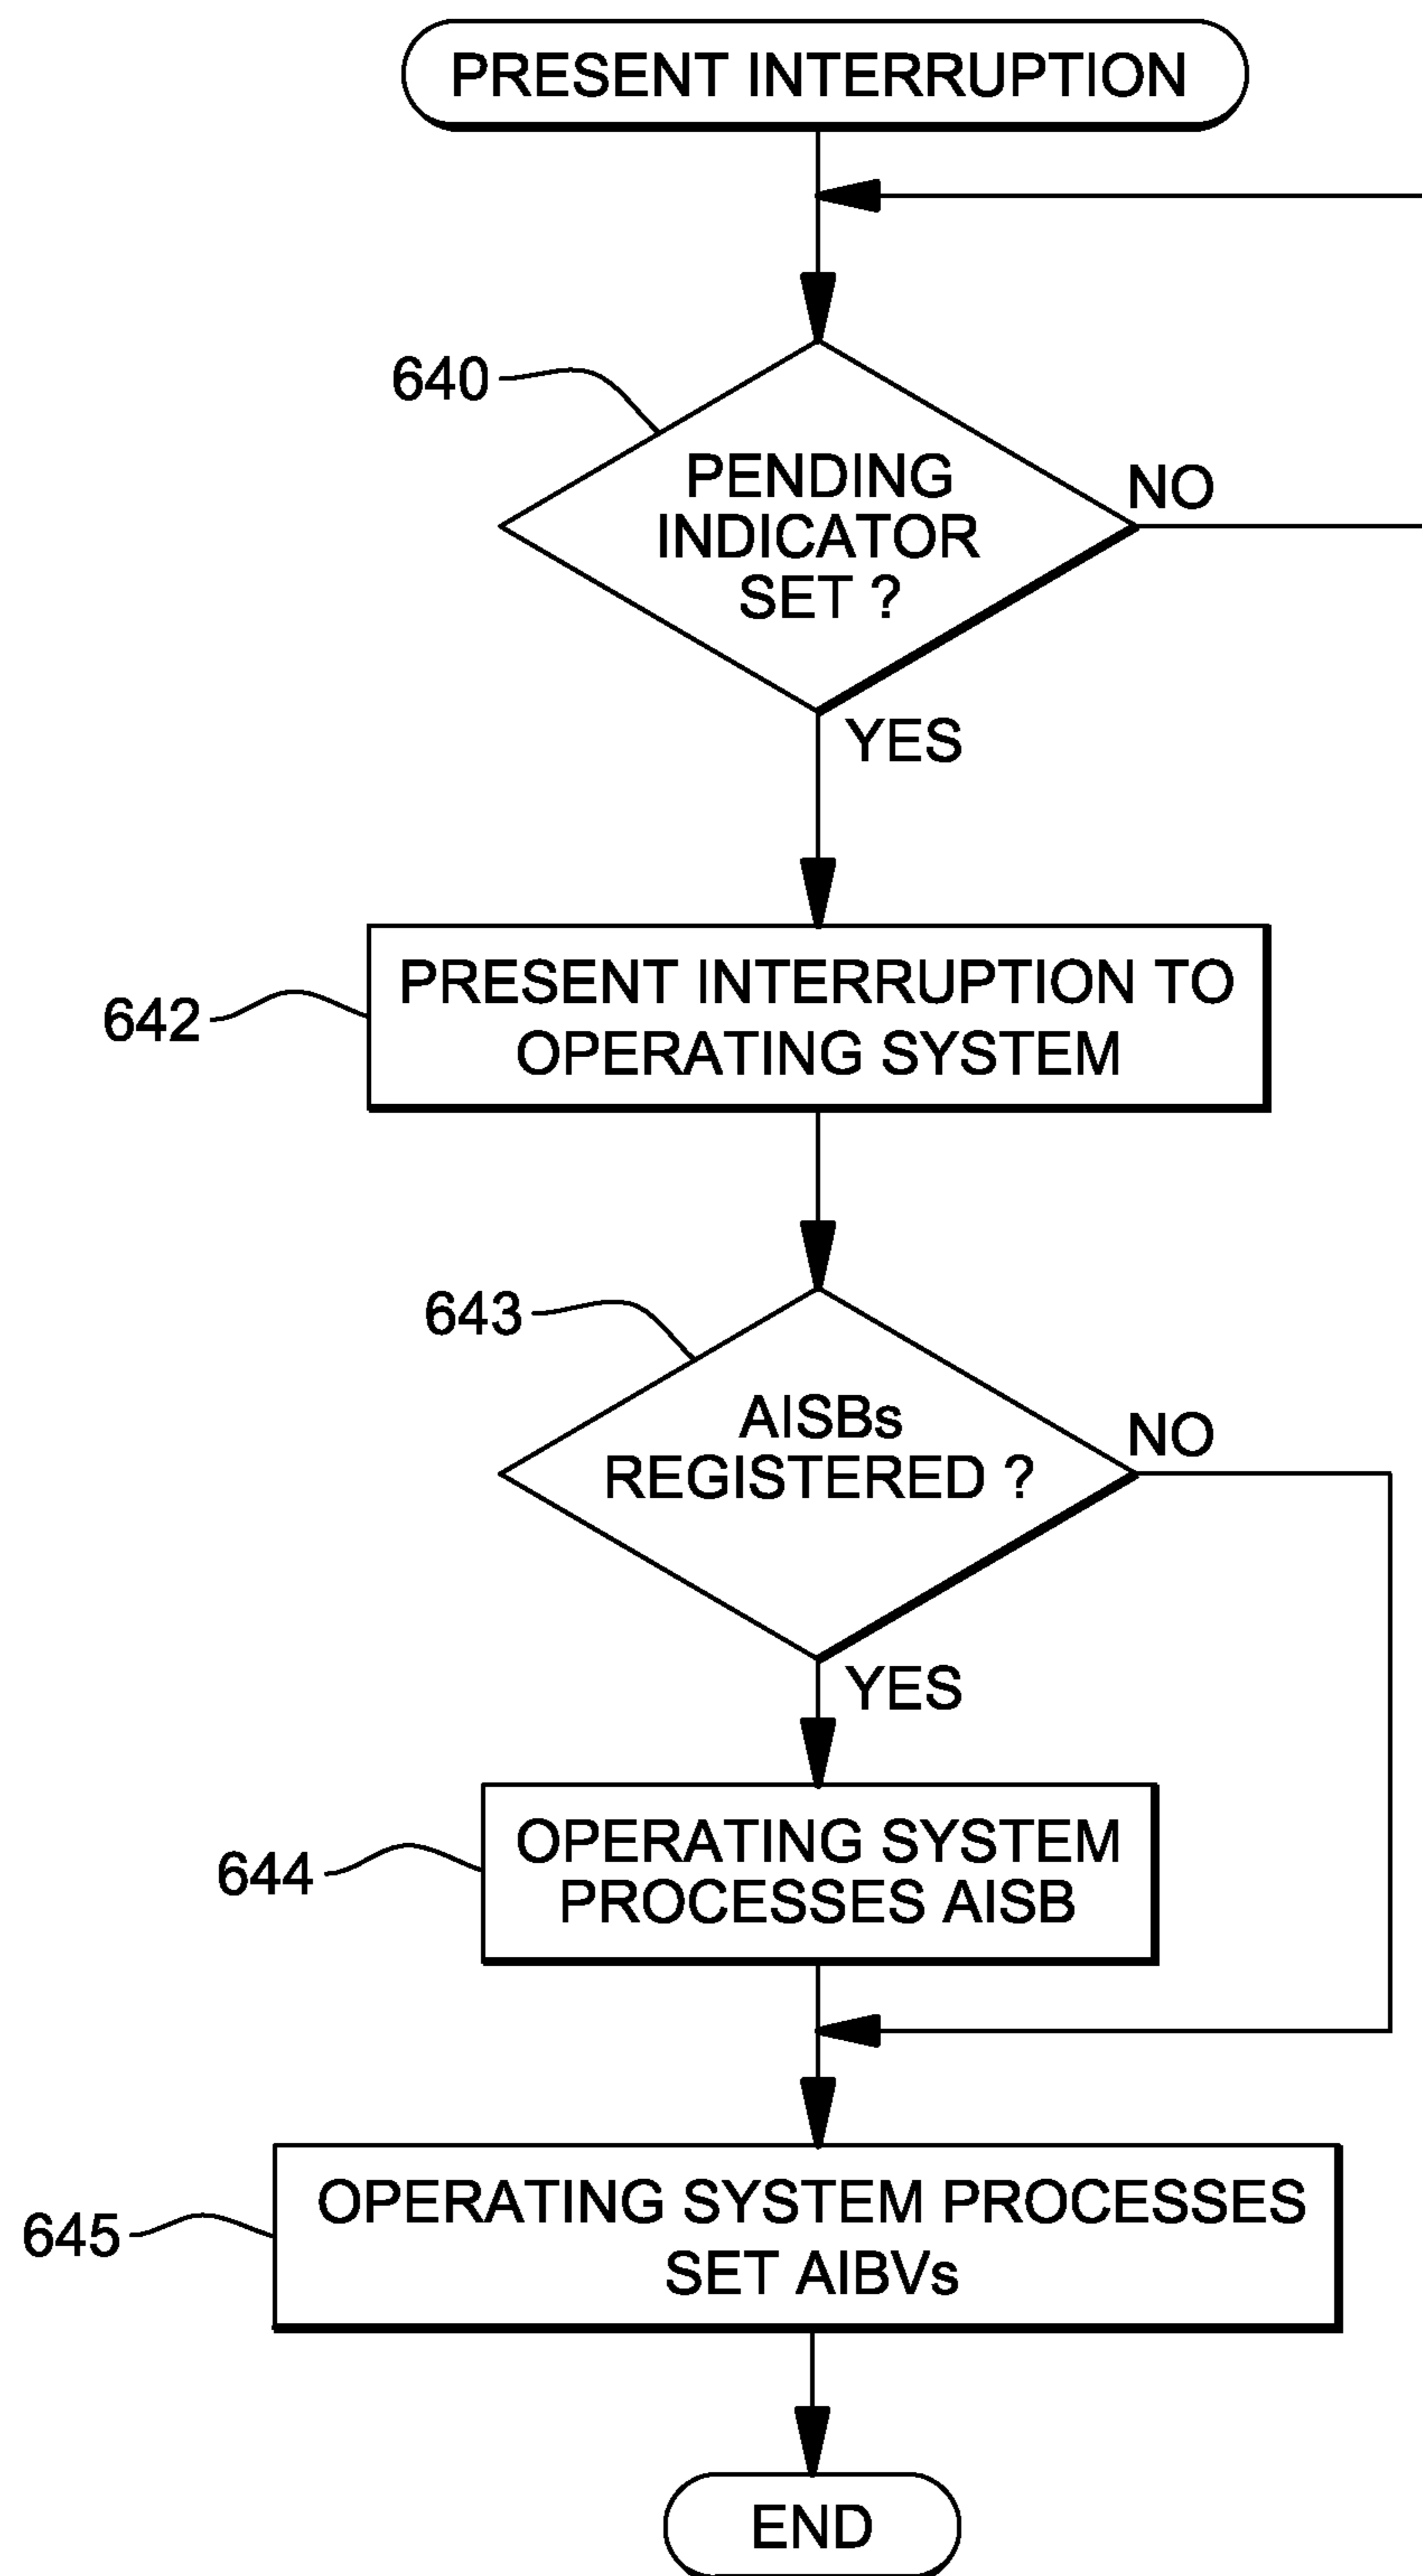 PRESENT INTERRUPTION
640
PENDING
INDICATOR
SET ?
NO
YES
642
PRESENT INTERRUPTION TO
OPERATING SYSTEM
643
AISBs
REGISTERED ?
NO
YES
644
OPERATING SYSTEM
PROCESSES AISB
645
OPERATING SYSTEM PROCESSES
SET AIBVs
END